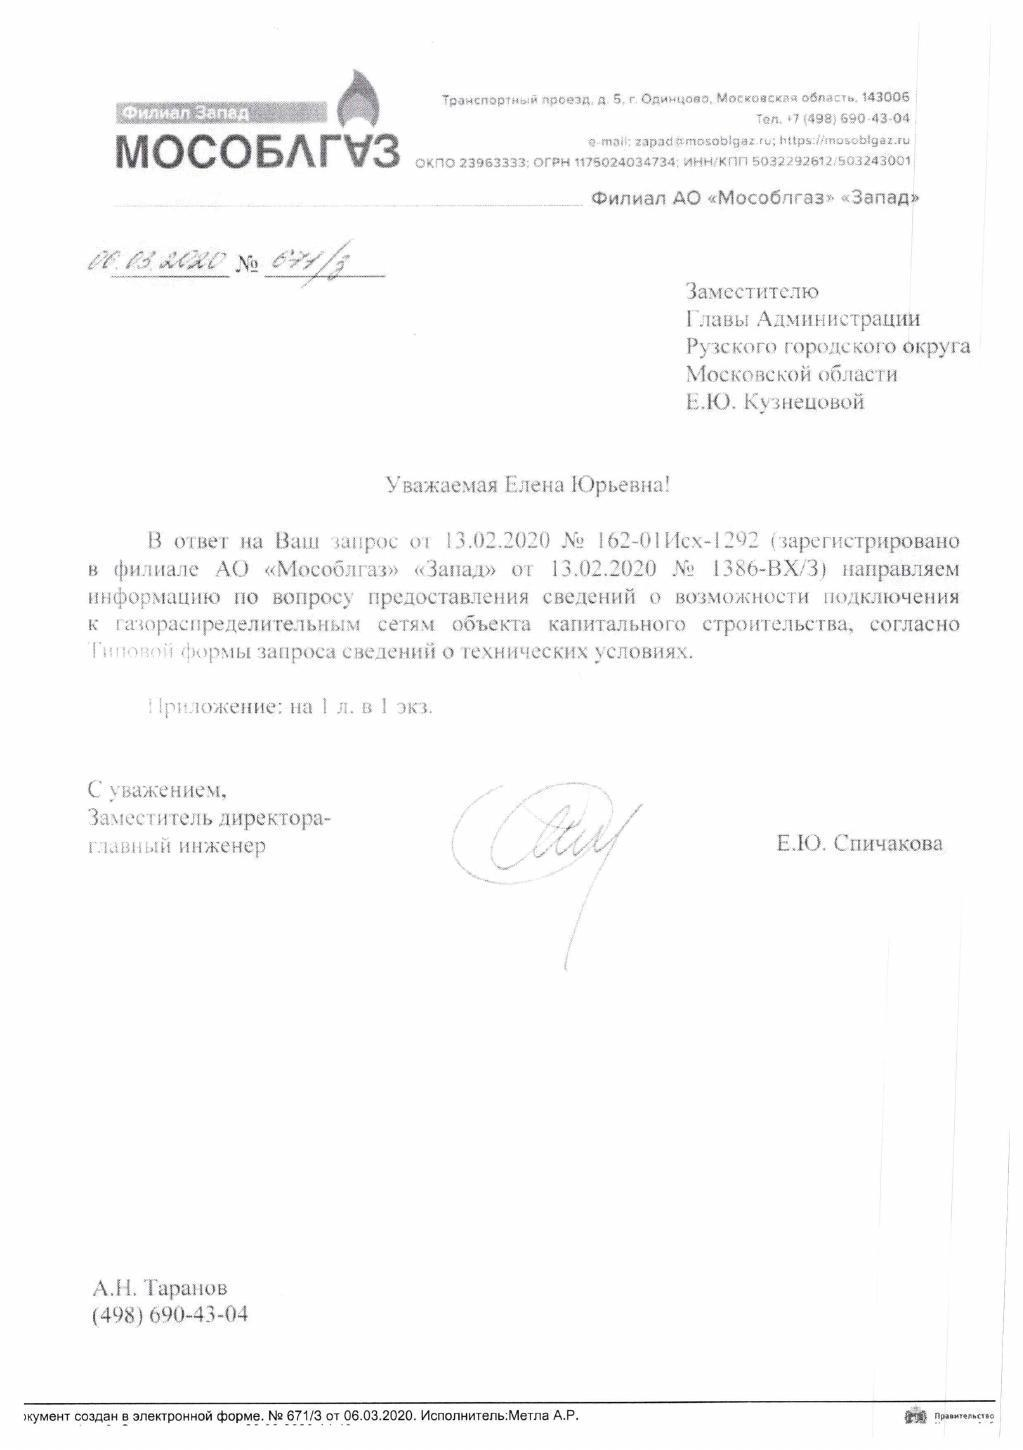 Филиал Запад
МОСОБЛГАЗ
Транспортный проезд, д. 5, г. Одинцово, Московская область, 143006
Тел. +7 (498) 690-43-04
e-mail: zapad@mosoblgaz.ru; https://mosoblgaz.ru
ОКПО 23963333; ОГРН 1175024034734; ИНН/КПП 5032292612/503243001
Филиал АО «Мособлгаз» «Запад»
06.03.2020 № 671/З
Заместителю
Главы Администрации
Рузского городского округа
Московской области
Е.Ю. Кузнецовой
Уважаемая Елена Юрьевна!
В ответ на Ваш запрос от 13.02.2020 № 162-01Исх-1292 (зарегистрировано
в филиале АО «Мособлгаз» «Запад» от 13.02.2020 № 1386-ВХ/З) направляем
информацию по вопросу предоставления сведений о возможности подключения
к газораспределительным сетям объекта капитального строительства, согласно
Типовой формы запроса сведений о технических условиях.
Приложение: на 1 л. в 1 экз.
С уважением,
Заместитель директора-
главный инженер
Е.Ю. Спичакова
А.Н. Таранов
(498) 690-43-04
окумент создан в электронной форме. № 671/З от 06.03.2020. Исполнитель:Метла А.Р.
Правительство